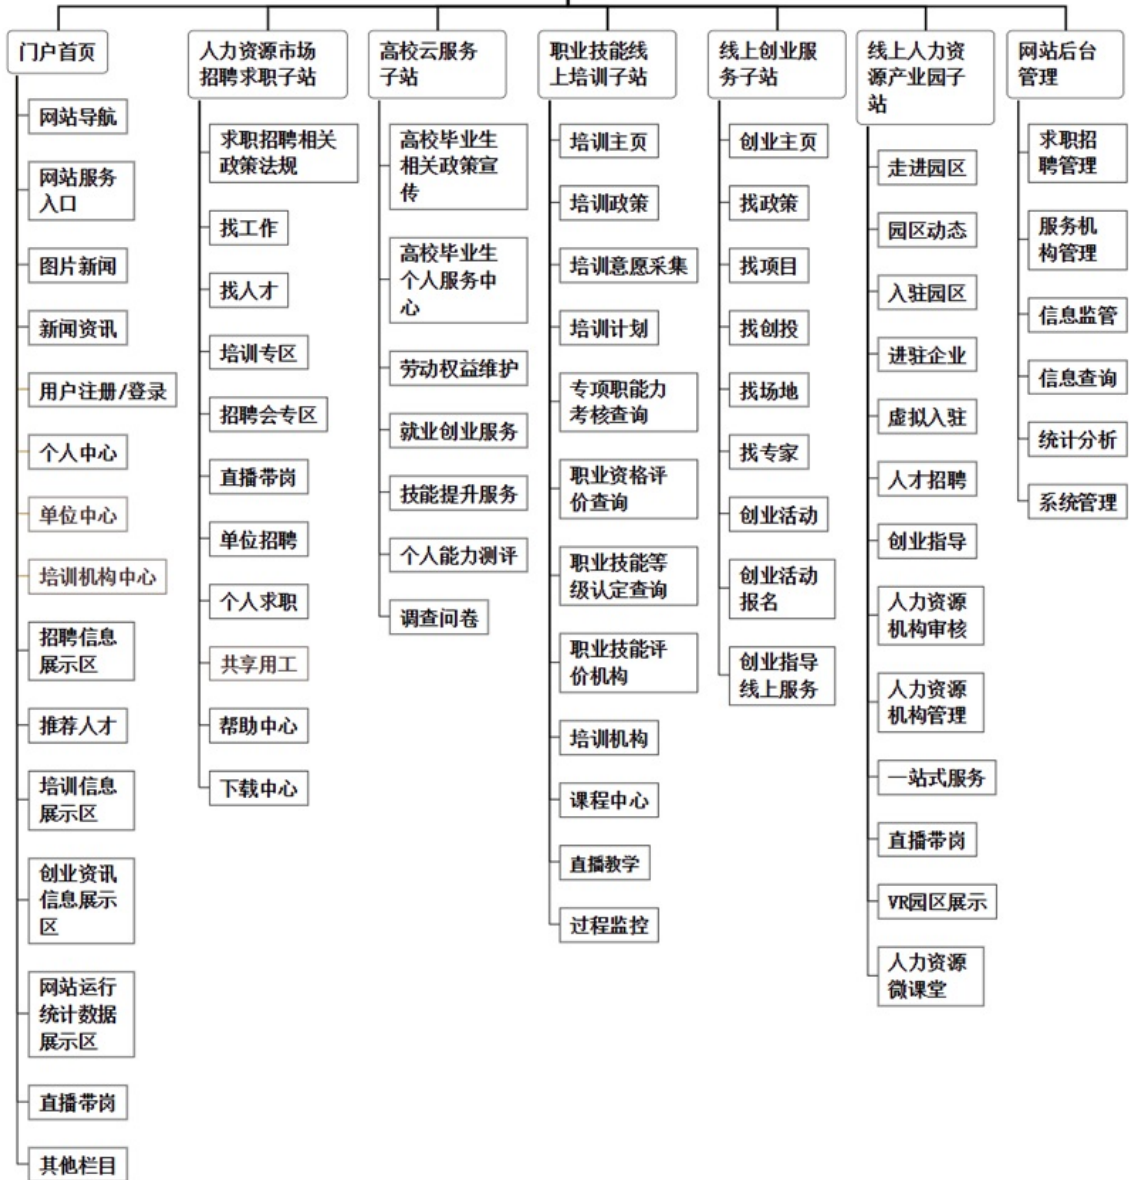 门户首页
网站导航
网站服务
入口
图片新闻
新闻资讯
用户注册/登录
个人中心
单位中心
培训机构中心
招聘信息
展示区
推荐人才
培训信息
展示区
创业资讯
信息展示
区
网站运行
统计数据
展示区
直播带岗
其他栏目
人力资源市场
招聘求职子站
求职招聘相关
政策法规
找工作
找人才
培训专区
招聘会专区
直播带岗
单位招聘
个人求职
共享用工
帮助中心
下载中心
高校云服务
子站
高校毕业生
相关政策宣
传
高校毕业生
个人服务中
心
劳动权益维护
就业创业服务
技能提升服务
个人能力测评
调查问卷
职业技能线
上培训子站
培训主页
培训政策
培训意愿采集
培训计划
专项职能力
考核查询
职业资格评
价查询
职业技能等
级认定查询
职业技能评
价机构
培训机构
课程中心
直播教学
过程监控
线上创业服
务子站
创业主页
找政策
找项目
找创投
找场地
找专家
创业活动
创业活动
报名
创业指导
线上服务
线上人力资
源产业园子
站
走进园区
园区动态
入驻园区
进驻企业
虚拟入驻
人才招聘
创业指导
人力资源
机构审核
人力资源
机构管理
一站式服务
直播带岗
VR园区展示
人力资源
微课堂
网站后台
管理
求职招
聘管理
服务机
构管理
信息监管
信息查询
统计分析
系统管理